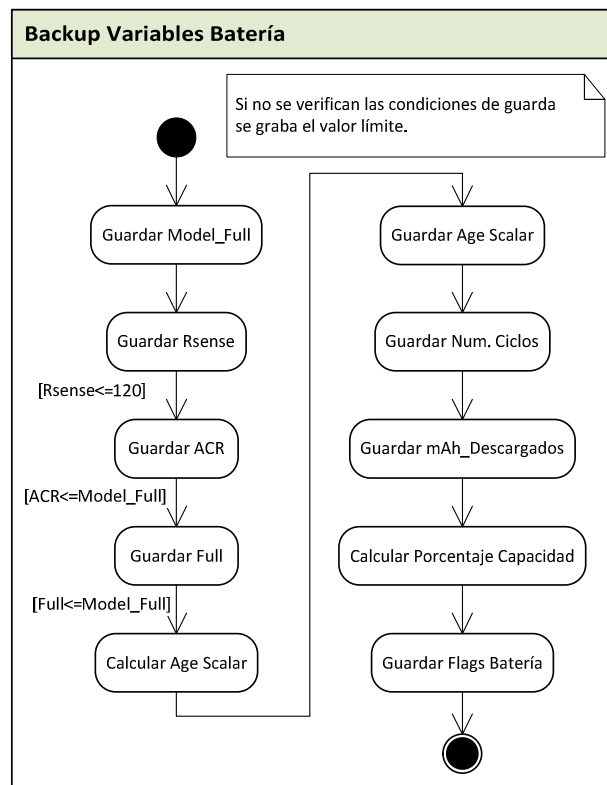 Backup Variables Batería
Si no se verifican las condiciones de guarda
se graba el valor límite.
Guardar Model_Full
Guardar Rsense
[Rsense<=120]
Guardar ACR
[ACR<=Model_Full]
Guardar Full
[Full<=Model_Full]
Calcular Age Scalar
Guardar Age Scalar
Guardar Num. Ciclos
Guardar mAh_Descargados
Calcular Porcentaje Capacidad
Guardar Flags Batería